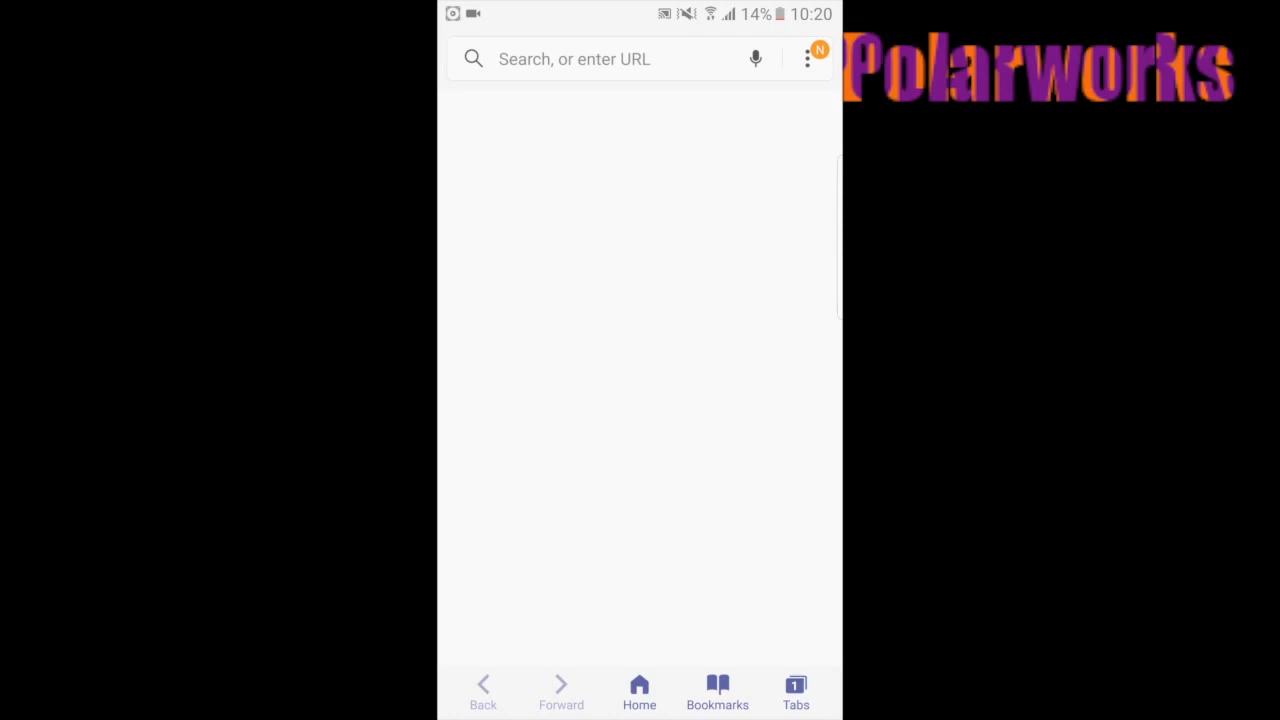 14% 10:20
Search, or enter URL
N
Polarworks
1
Back Forward Home Bookmarks Tabs